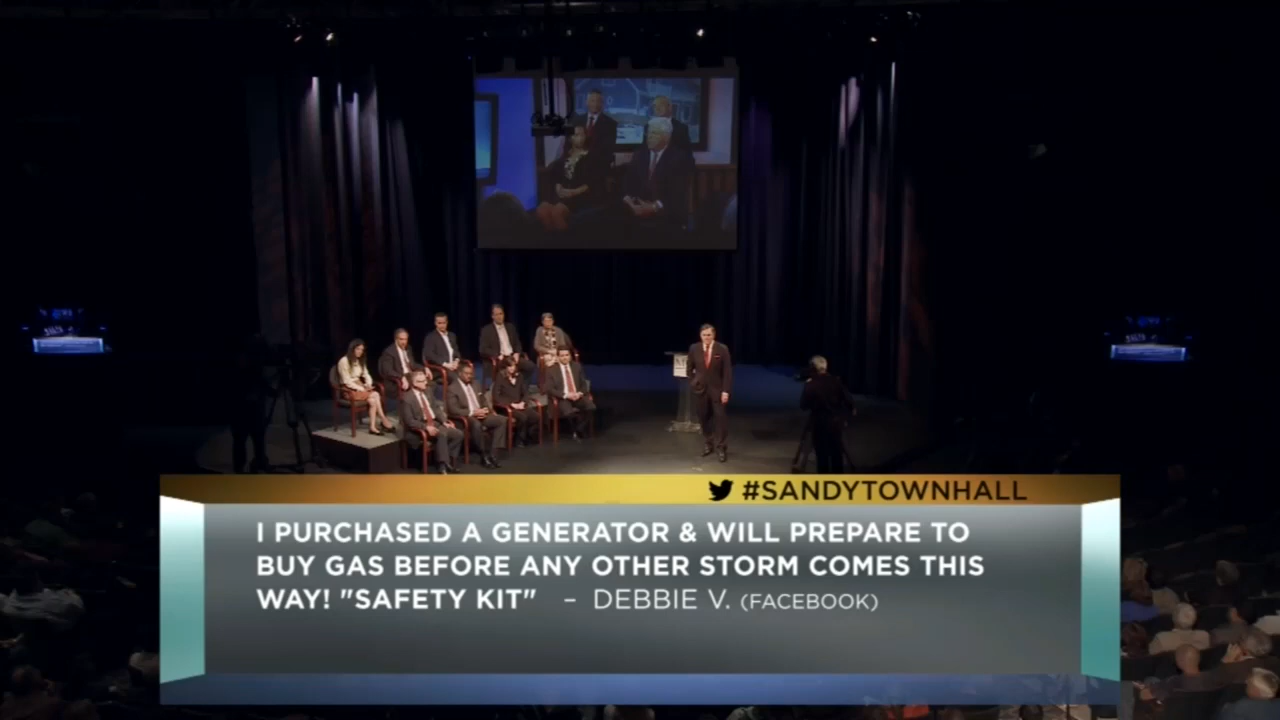 #SANDYTOWNHALL
I PURCHASED A GENERATOR & WILL PREPARE TO
BUY GAS BEFORE ANY OTHER STORM COMES THIS
WAY! "SAFETY KIT" – DEBBIE V. (FACEBOOK)